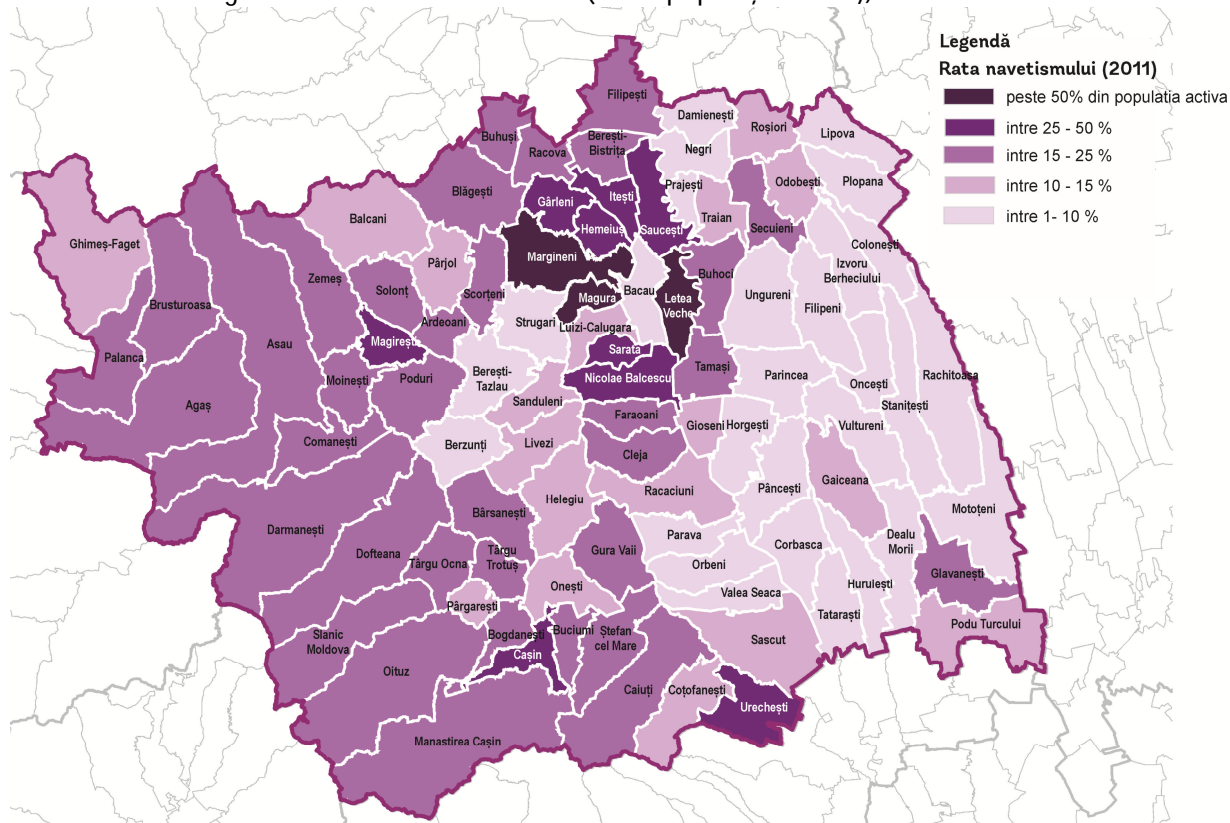 Legendă
Rata navetismului (2011)
peste 50% din populatia activa
intre 25 - 50 %
intre 15 - 25 %
intre 10 - 15 %
intre 1- 10 %
Filipești
Damienești
Roșiori
Lipova
Buhuși
Racova
Berești-
Bistrița
Negri
Blăgești
Gârleni
Itești
Prajești
Odobești
Plopana
Balcani
Hemeiuș
Saucești
Traian
Secuieni
Ghimeș-Faget
Colonești
Margineni
Pârjol
Izvoru
Berheciului
Zemeș
Solonț
Scorțeni
Bacau
Buhoci
Ungureni
Brusturoasa
Magura
Letea
Veche
Filipeni
Strugari
Ardeoani
Luizi-Calugara
Asau
Magirești
Sarata
Palanca
Moinești
Poduri
Berești-
Tazlau
Nicolae Balcescu
Tamași
Parincea
Oncești
Rachitoasa
Agaș
Sanduleni
Stanițești
Faraoani
Gioseni
Horgești
Vultureni
Comanești
Berzunți
Livezi
Cleja
Gaiceana
Racaciuni
Pâncești
Helegiu
Bârsanești
Motoțeni
Darmanești
Parava
Dealu
Morii
Corbasca
Dofteana
Târgu
Trotuș
Gura Vaii
Târgu Ocna
Orbeni
Glavanești
Onești
Huruiești
Valea Seaca
Pârgarești
Tataraști
Podu Turcului
Slanic
Moldova
Bogdanești
Buciumi
Ștefan
cel Mare
Sascut
Cașin
Oituz
Caiuți
Coțofanești
Urechești
Manastirea Cașin